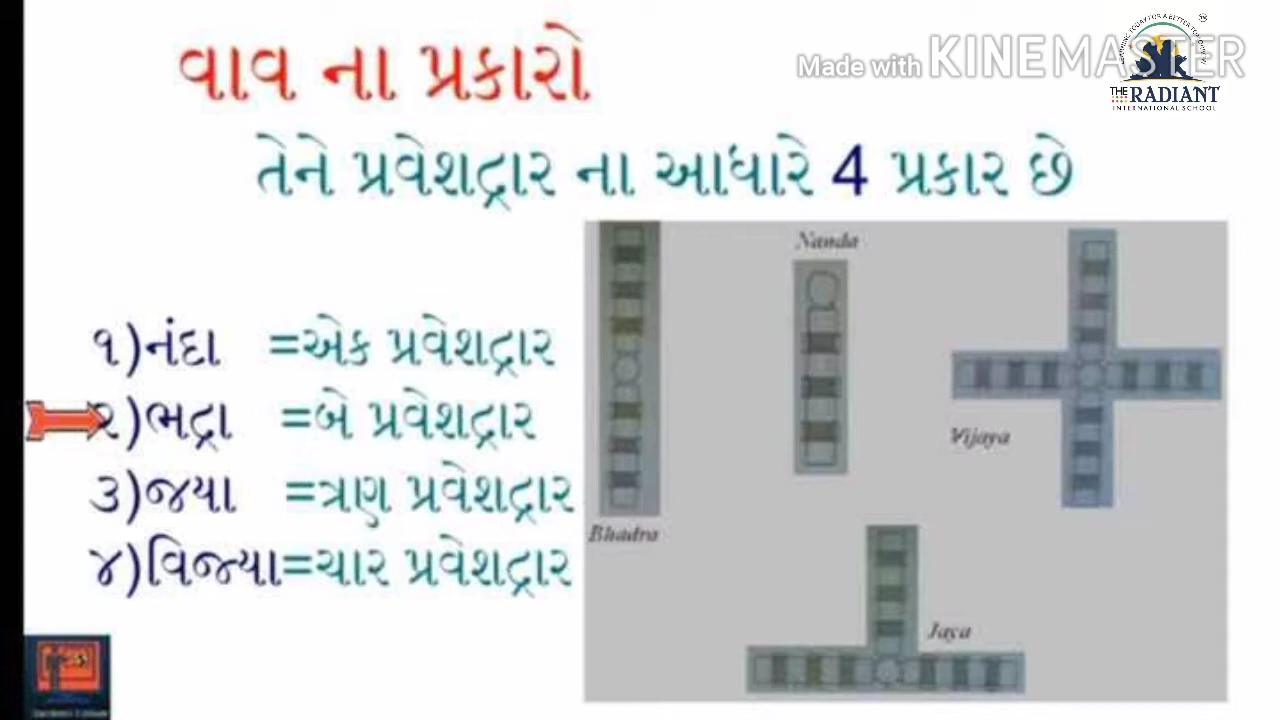 વાવ ના પ્રકારો
Made with KINEMASTER
THE RADIANT
INTERNATIONAL SCHOOL
તેને પ્રવેશદ્રાર ના આધારે 4 પ્રકાર છે
૧)નંદા =એક પ્રવેશદ્રાર
૨)ભદ્રા =બે પ્રવેશદ્રાર
૩)જયા =ત્રણ પ્રવેશદ્રાર
૪)વિજ્યા=ચાર પ્રવેશદ્રાર
Nanda
Vijaya
Bhadra
Jaya